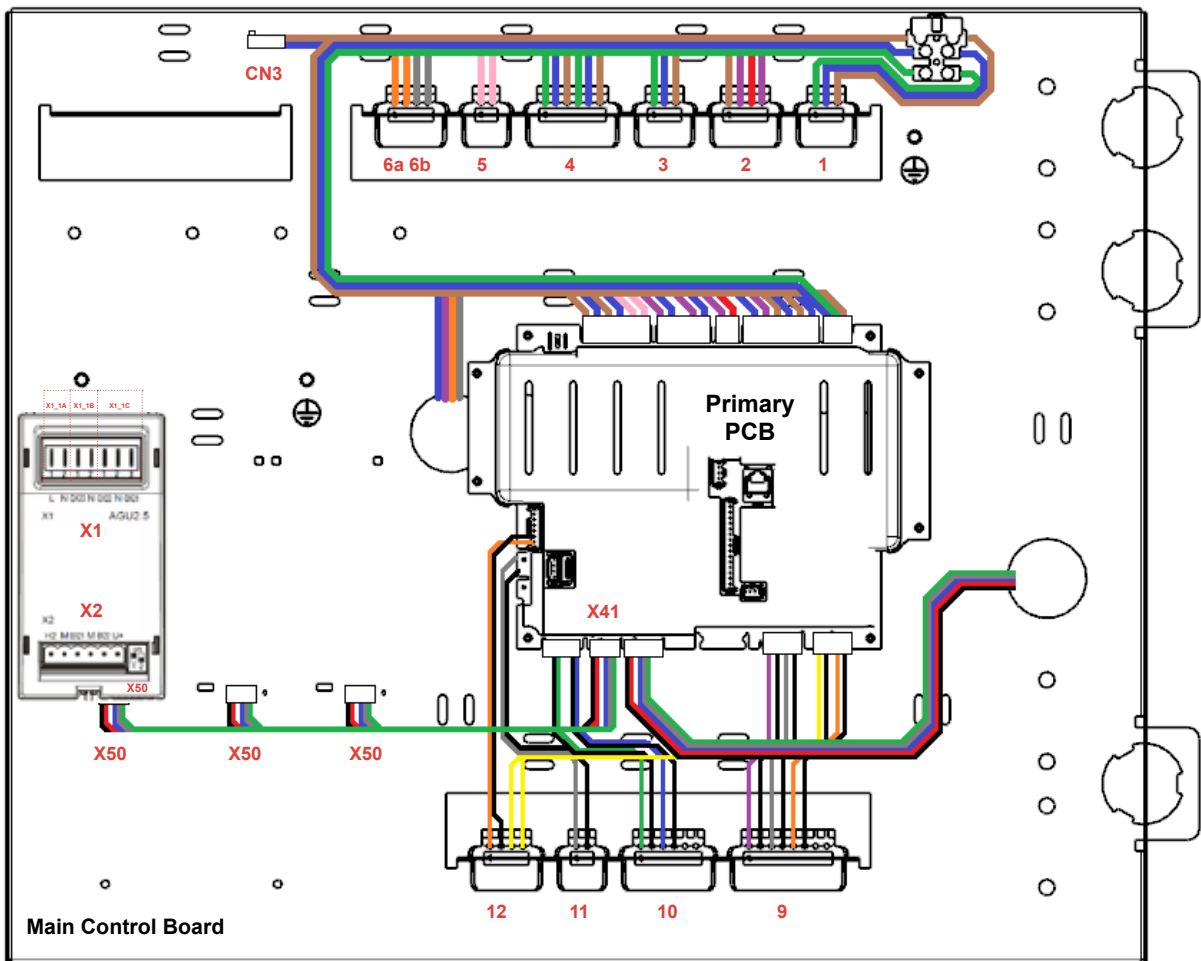 CN3
6a 6b
5
4
3
2
1
X1_1A
X1_1B
X1_1C
Primary
PCB
X1
AGU2.5
X1
X2
X2
X50
X41
X50
X50
X50
12
11
10
9
Main Control Board